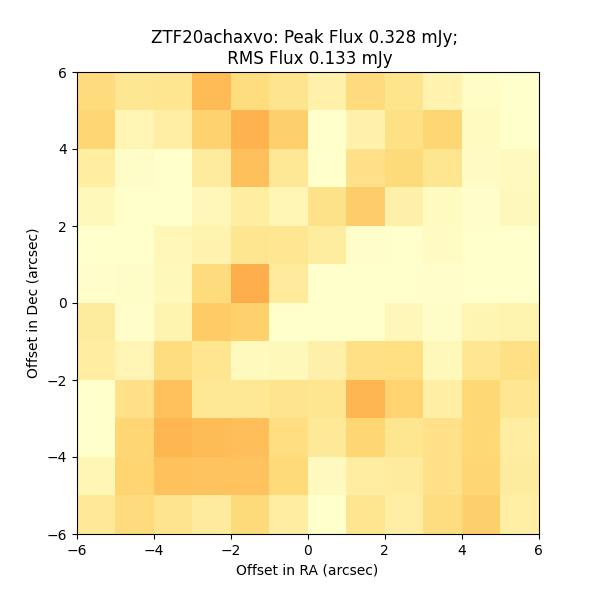 ZTF20achaxvo: Peak Flux 0.328 mJy;
RMS Flux 0.133 mJy
6
4
2
0
−2
−4
−6
Offset in Dec (arcsec)
−6 −4 −2 0 2 4 6
Offset in RA (arcsec)